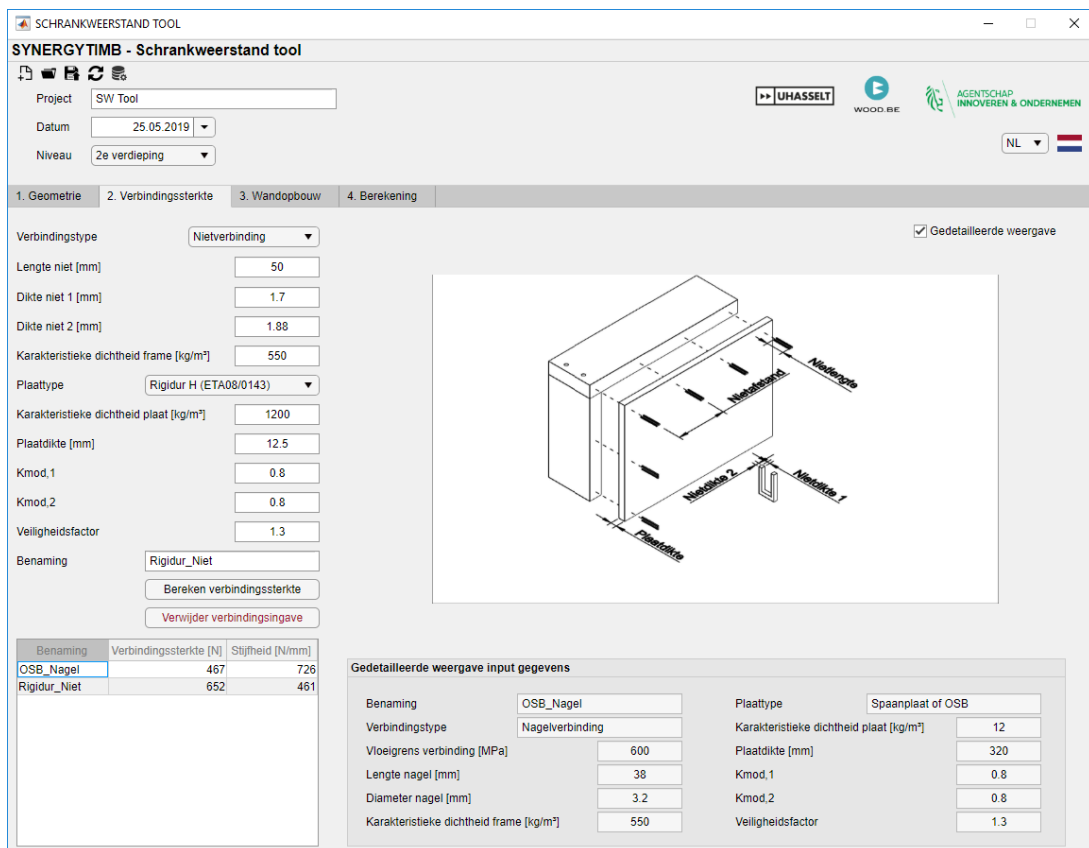 SCHRANKWEERSTAND TOOL
SYNERGYTIMB - Schrankweerstand tool
Project SW Tool
Datum 25.05.2019
Niveau 2e verdieping
UHASSELT
WOOD.BE
AGENTSCHAP
INNOVEREN & ONDERNEMEN
NL
1. Geometrie 2. Verbindingssterkte 3. Wandopbouw 4. Berekening
Verbindingstype Nietverbinding
Lengte niet [mm] 50
Dikte niet 1 [mm] 1.7
Dikte niet 2 [mm] 1.88
Karakteristieke dichtheid frame [kg/m³] 550
Plaattype Rigidur H (ETA08/0143)
Karakteristieke dichtheid plaat [kg/m³] 1200
Plaatdikte [mm] 12.5
Kmod,1 0.8
Kmod,2 0.8
Veiligheidsfactor 1.3
Benaming Rigidur_Niet
Bereken verbindingssterkte
Verwijder verbindingsingave
Benaming Verbindingssterkte [N] Stijfheid [N/mm]
OSB_Nagel 467 726
Rigidur_Niet 652 461
Gedetailleerde weergave
Nietlengte
Nietafstand
Nietdikte 2
Nietdikte 1
Plaatdikte
Gedetailleerde weergave input gegevens
Benaming OSB_Nagel
Verbindingstype Nagelverbinding
Vloeigrens verbinding [MPa] 600
Lengte nagel [mm] 38
Diameter nagel [mm] 3.2
Karakteristieke dichtheid frame [kg/m³] 550
Plaattype Spaanplaat of OSB
Karakteristieke dichtheid plaat [kg/m³] 12
Plaatdikte [mm] 320
Kmod,1 0.8
Kmod,2 0.8
Veiligheidsfactor 1.3